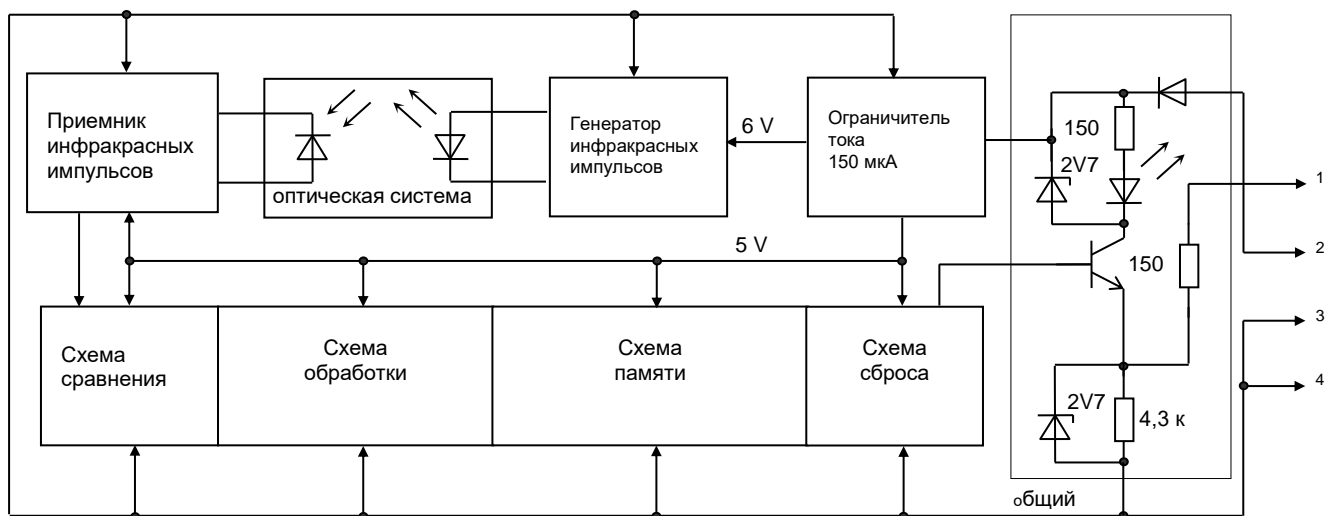 Приемник
инфракрасных
импульсов
оптическая система
Генератор
инфракрасных
импульсов
6 V
Ограничитель
тока
150 мкА
150
2V7
1
5 V
150
2
3
4
Схема
сравнения
Схема
обработки
Схема
памяти
Схема
сброса
2V7
4,3 к
общий